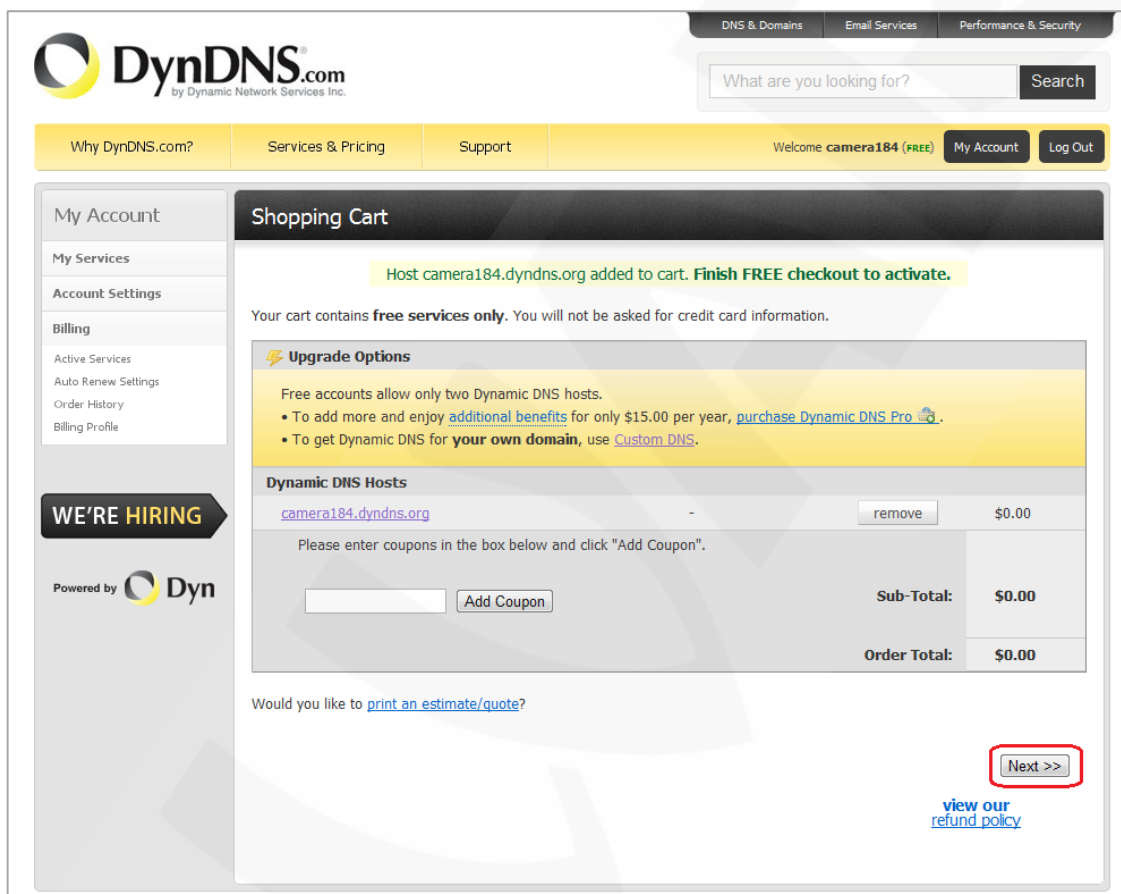 DNS & Domains Email Services Performance & Security
DynDNS.com
by Dynamic Network Services Inc.
What are you looking for? Search
Why DynDNS.com? Services & Pricing Support Welcome camera184 (FREE) My Account Log Out
My Account
My Services
Account Settings
Billing
Active Services
Auto Renew Settings
Order History
Billing Profile
WE'RE HIRING
Powered by Dyn
Shopping Cart
Host camera184.dyndns.org added to cart. Finish FREE checkout to activate.
Your cart contains free services only. You will not be asked for credit card information.
Upgrade Options
Free accounts allow only two Dynamic DNS hosts.
• To add more and enjoy additional benefits for only $15.00 per year, purchase Dynamic DNS Pro .
• To get Dynamic DNS for your own domain, use Custom DNS.
Dynamic DNS Hosts
camera184.dyndns.org - remove $0.00
Please enter coupons in the box below and click "Add Coupon".
Add Coupon Sub-Total: $0.00
Order Total: $0.00
Would you like to print an estimate/quote?
Next >>
view our
refund policy